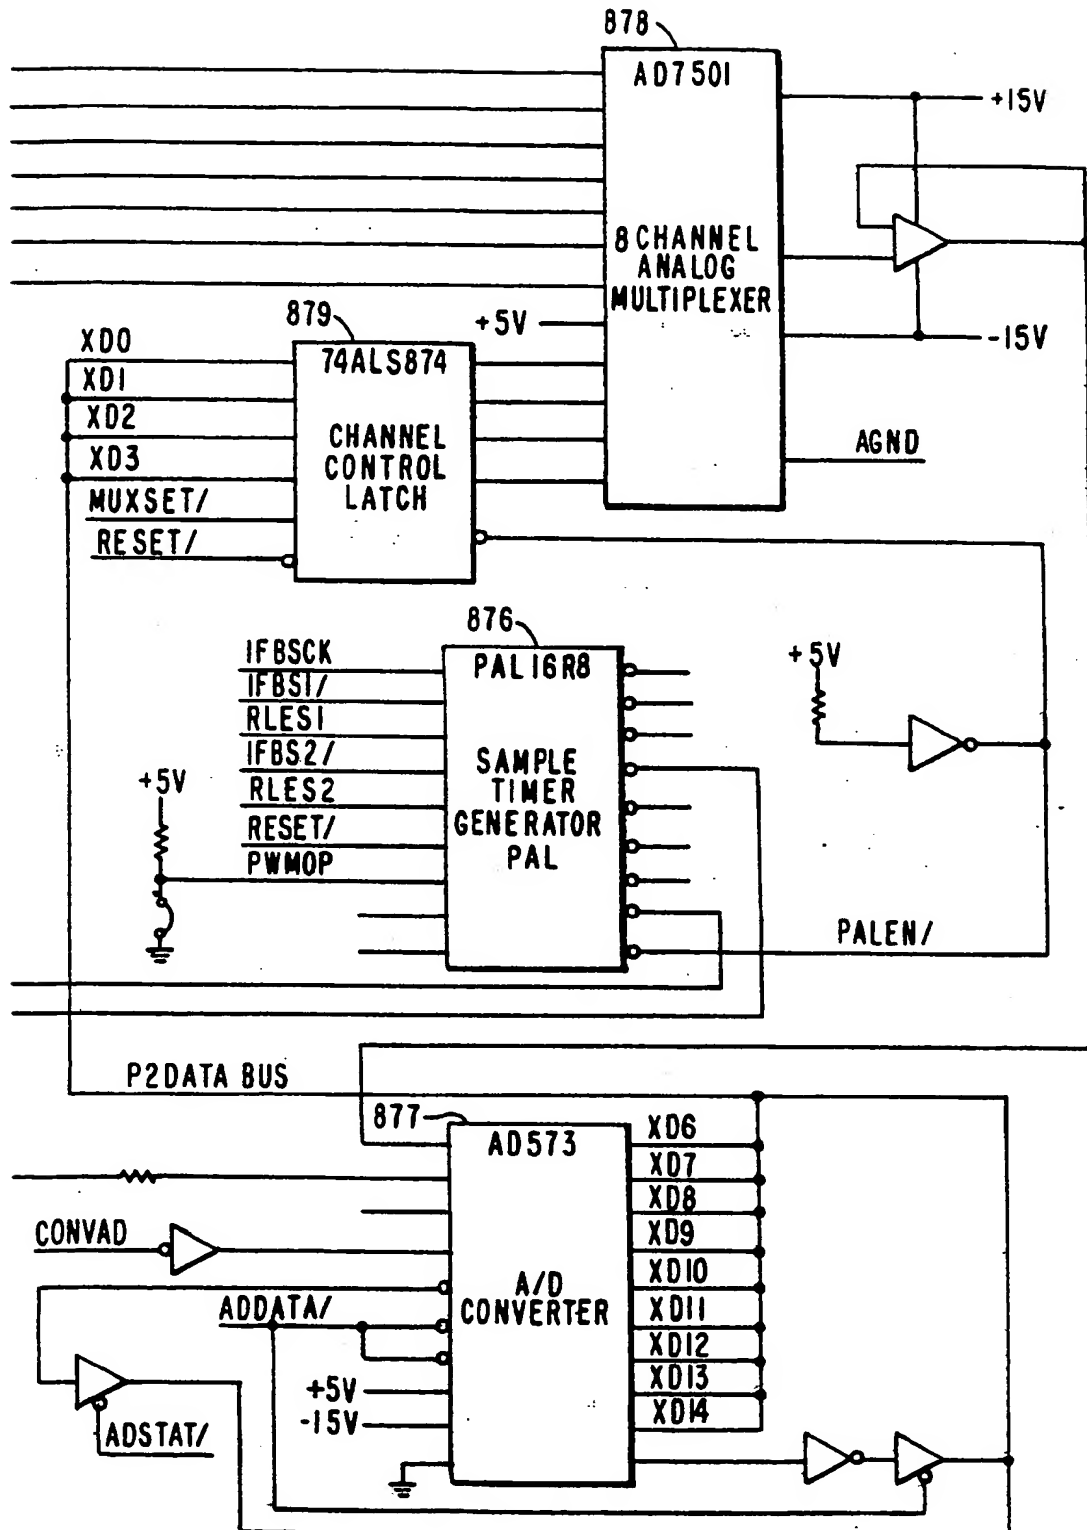 878
AD7501
8 CHANNEL
ANALOG
MULTIPLEXER
+15V
-15V
AGND
+5V
879
74ALS874
CHANNEL
CONTROL
LATCH
XD0
XD1
XD2
XD3
MUXSET/
RESET/
876
PAL16R8
SAMPLE
TIMER
GENERATOR
PAL
IFBSCK
IFBS1/
RLES1
IFBS2/
RLES2
RESET/
PWMOP
+5V
+5V
PALEN/
P2DATA BUS
877
AD573
A/D
CONVERTER
XD6
XD7
XD8
XD9
XD10
XD11
XD12
XD13
XD14
CONVAD
ADDATA/
+5V
-15V
ADSTAT/